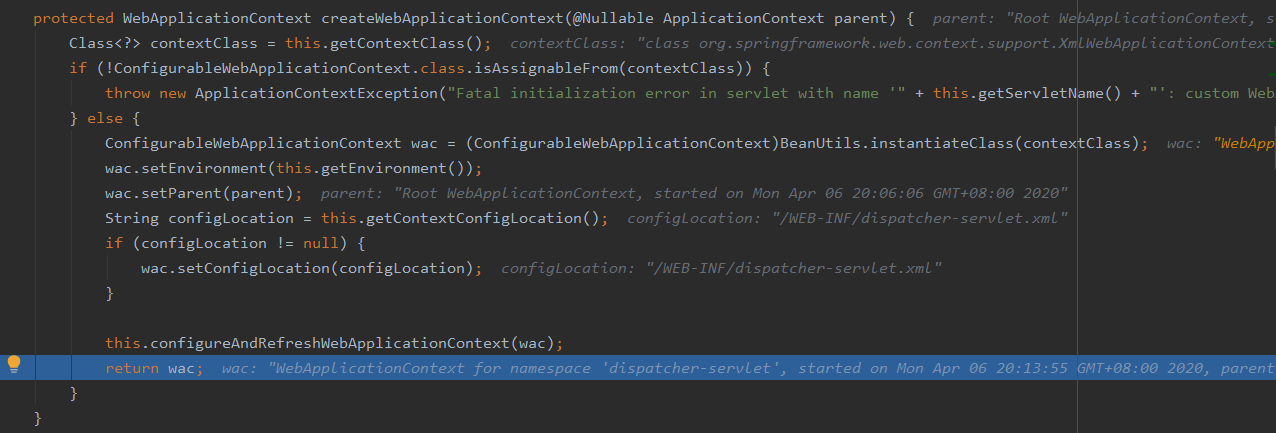 protected WebApplicationContext createWebApplicationContext(@Nullable ApplicationContext parent) {  parent: "Root WebApplicationContext, s
Class<?> contextClass = this.getContextClass();  contextClass: "class org.springframework.web.context.support.XmlWebApplicationContext
if (!ConfigurableWebApplicationContext.class.isAssignableFrom(contextClass)) {
throw new ApplicationContextException("Fatal initialization error in servlet with name '" + this.getServletName() + "': custom Web
} else {
ConfigurableWebApplicationContext wac = (ConfigurableWebApplicationContext)BeanUtils.instantiateClass(contextClass);  wac: "WebApp
wac.setEnvironment(this.getEnvironment());
wac.setParent(parent);  parent: "Root WebApplicationContext, started on Mon Apr 06 20:06:06 GMT+08:00 2020"
String configLocation = this.getContextConfigLocation();  configLocation: "/WEB-INF/dispatcher-servlet.xml"
if (configLocation != null) {
wac.setConfigLocation(configLocation);  configLocation: "/WEB-INF/dispatcher-servlet.xml"
}
this.configureAndRefreshWebApplicationContext(wac);
return wac;  wac: "WebApplicationContext for namespace 'dispatcher-servlet', started on Mon Apr 06 20:13:55 GMT+08:00 2020, parent
}
}